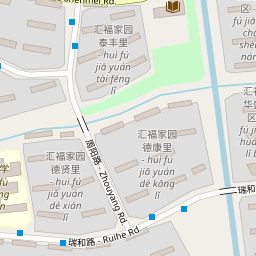 henmei Rd.
汇福家园
泰丰里
- huì fú
jiā yuán
tài fēng
lǐ
周阳路 - Zhouyang Rd.
汇福家园
德贤里
- huì fú
jiā yuán
dé xián
lǐ
汇福家园
德康里
- huì fú
jiā yuán
dé kāng
lǐ
瑞和路 - Ruihe Rd.
瑞和